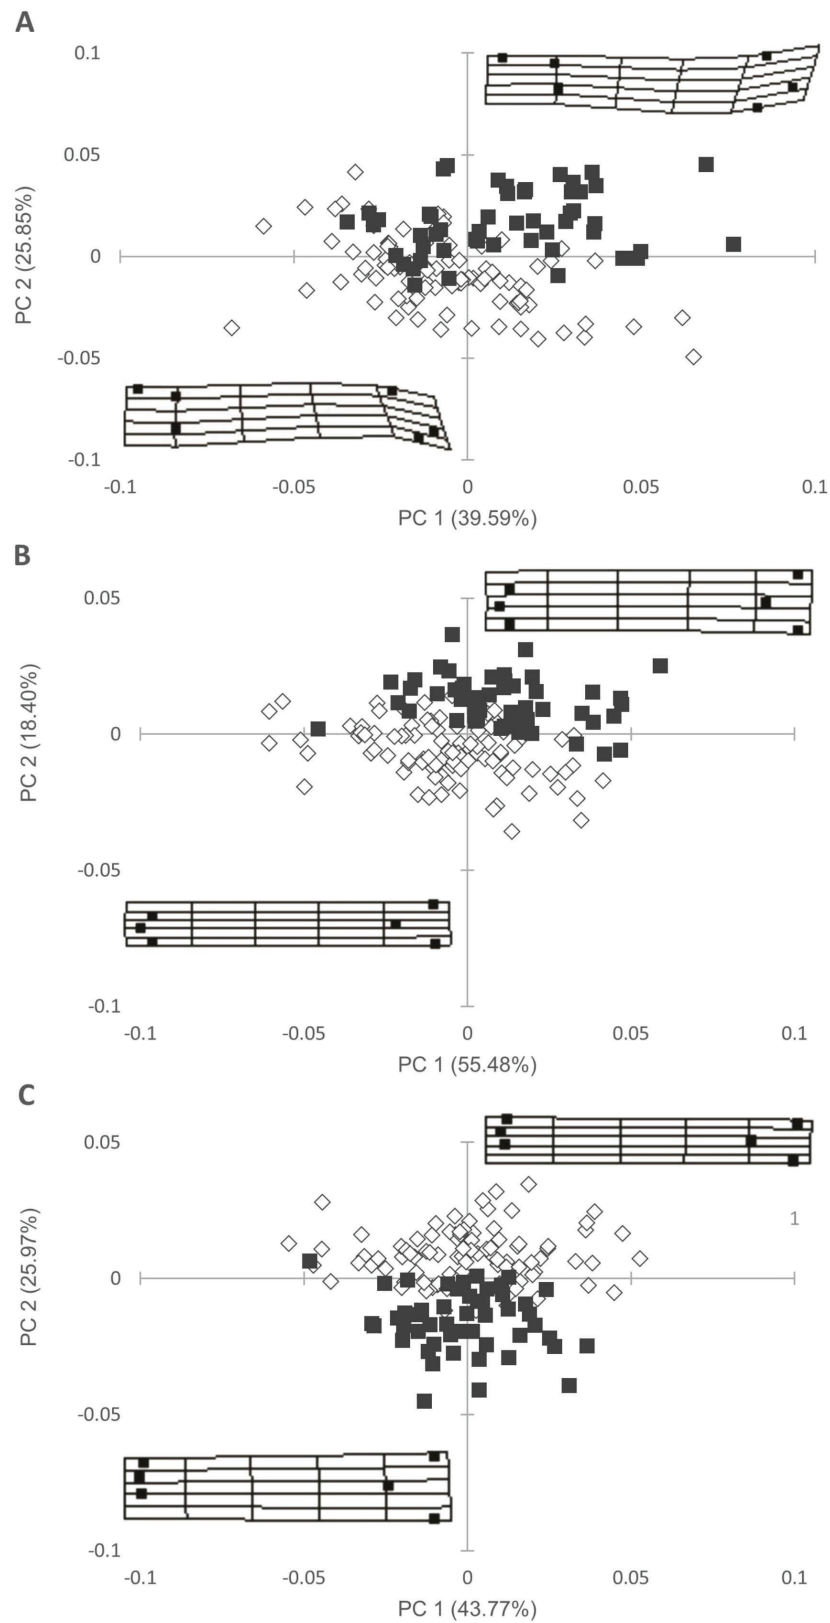 A
0.1
0.05
0
-0.05
-0.1
PC 2 (25.85%)
-0.1 -0.05 0 0.05 0.1
PC 1 (39.59%)
B
0.05
0
-0.05
-0.1
PC 2 (18.40%)
-0.1 -0.05 0 0.05 0.1
PC 1 (55.48%)
C
0.05
1
0
-0.05
-0.1
PC 2 (25.97%)
-0.1 -0.05 0 0.05 0.1
PC 1 (43.77%)